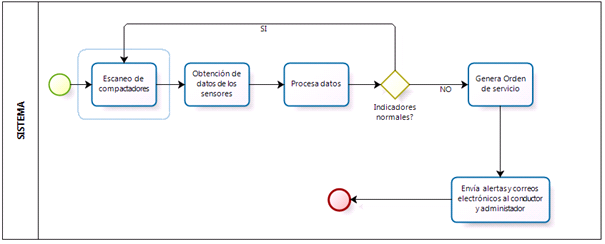 SISTEMA
SI
Escaneo de
compactadores
Obtención de
datos de los
sensores
Procesa datos
Indicadores
normales?
NO
Genera Orden
de servicio
Envía alertas y correos
electrónicos al conductor
y administador